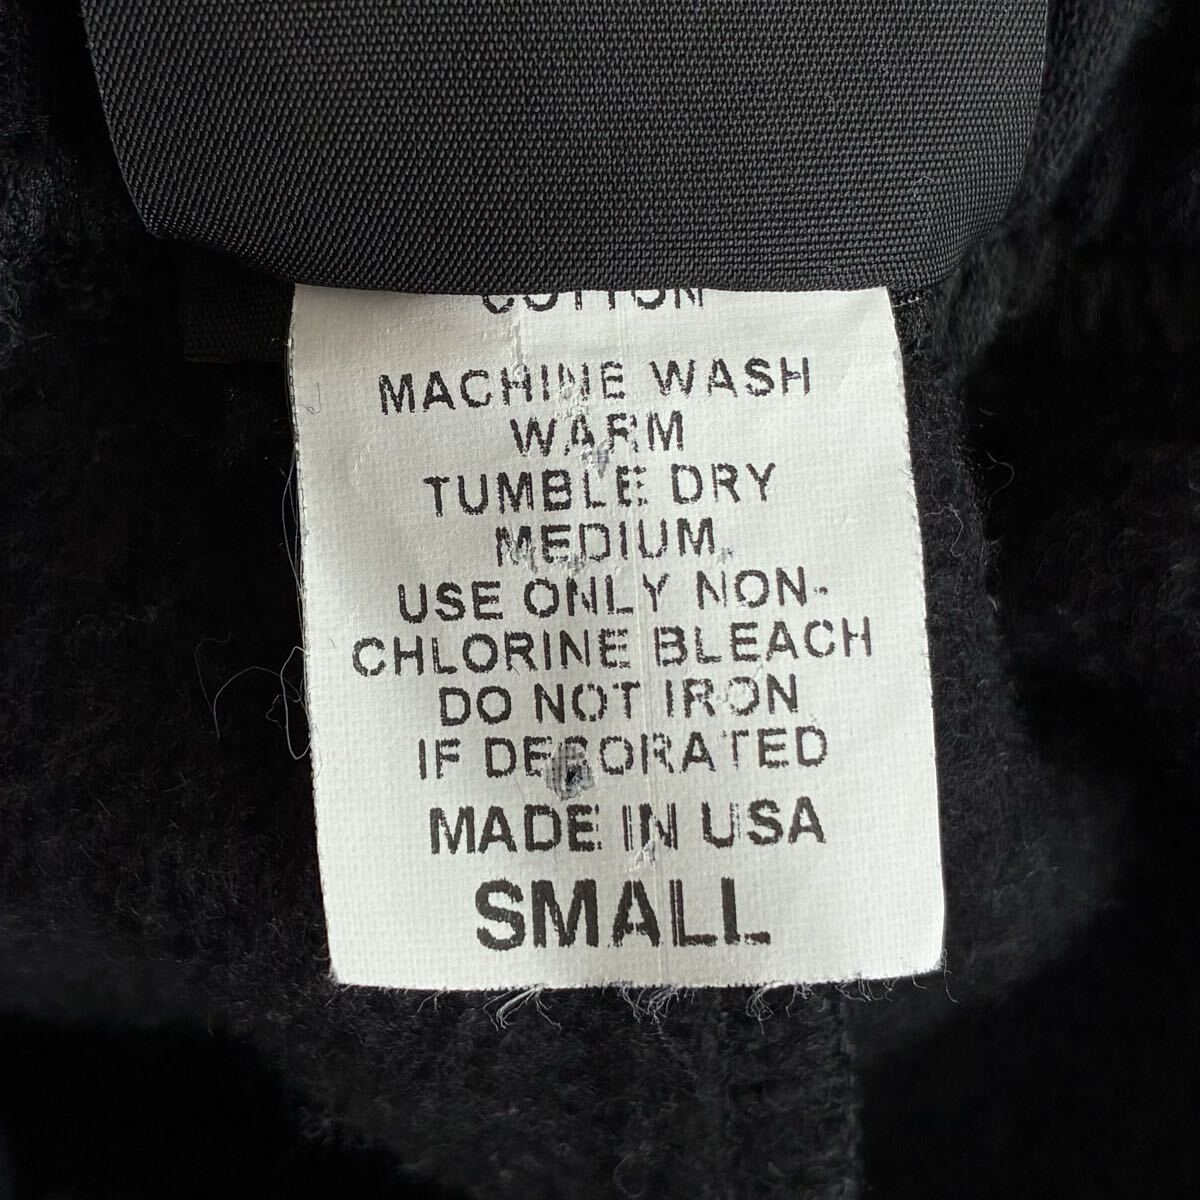 COTTON
MACHINE WASH
WARM
TUMBLE DRY
MEDIUM.
USE ONLY NON-
CHLORINE BLEACH
DO NOT IRON
IF DECORATED
MADE IN USA
SMALL